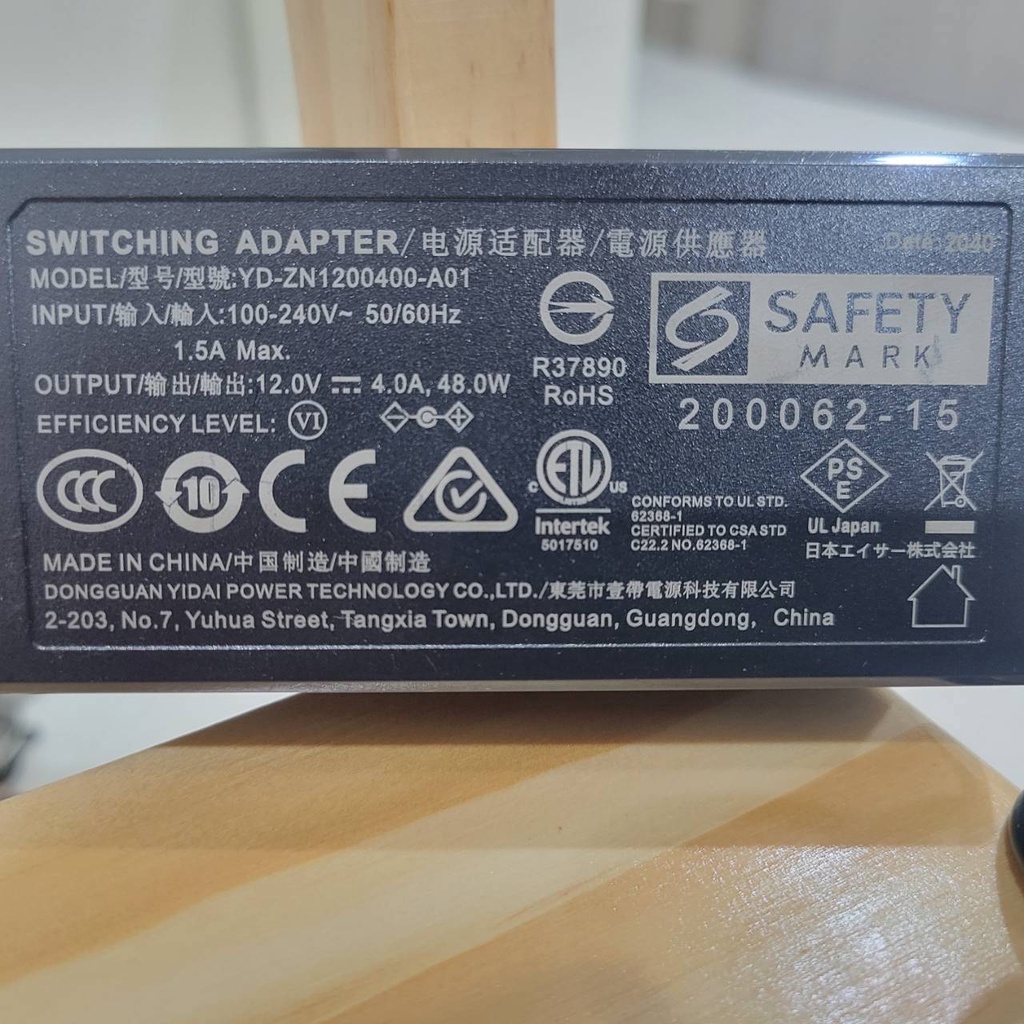 SWITCHING ADAPTER/电源适配器/電源供應器
Date: 2040
MODEL/型号/型號:YD-ZN1200400-A01
INPUT/输入/輸入:100-240V~ 50/60Hz
1.5A Max.
OUTPUT/输出/輸出:12.0V ⎓ 4.0A, 48.0W
EFFICIENCY LEVEL: VI
R37890
RoHS
SAFETY
MARK
200062-15
CCC
10
CE
ETL
LISTED
C US
Intertek
5017510
CONFORMS TO UL STD.
62368-1
CERTIFIED TO CSA STD
C22.2 NO.62368-1
PS
E
UL Japan
日本エイサー株式会社
MADE IN CHINA/中国制造/中國製造
DONGGUAN YIDAI POWER TECHNOLOGY CO.,LTD./東莞市壹帶電源科技有限公司
2-203, No.7, Yuhua Street, Tangxia Town, Dongguan, Guangdong, China